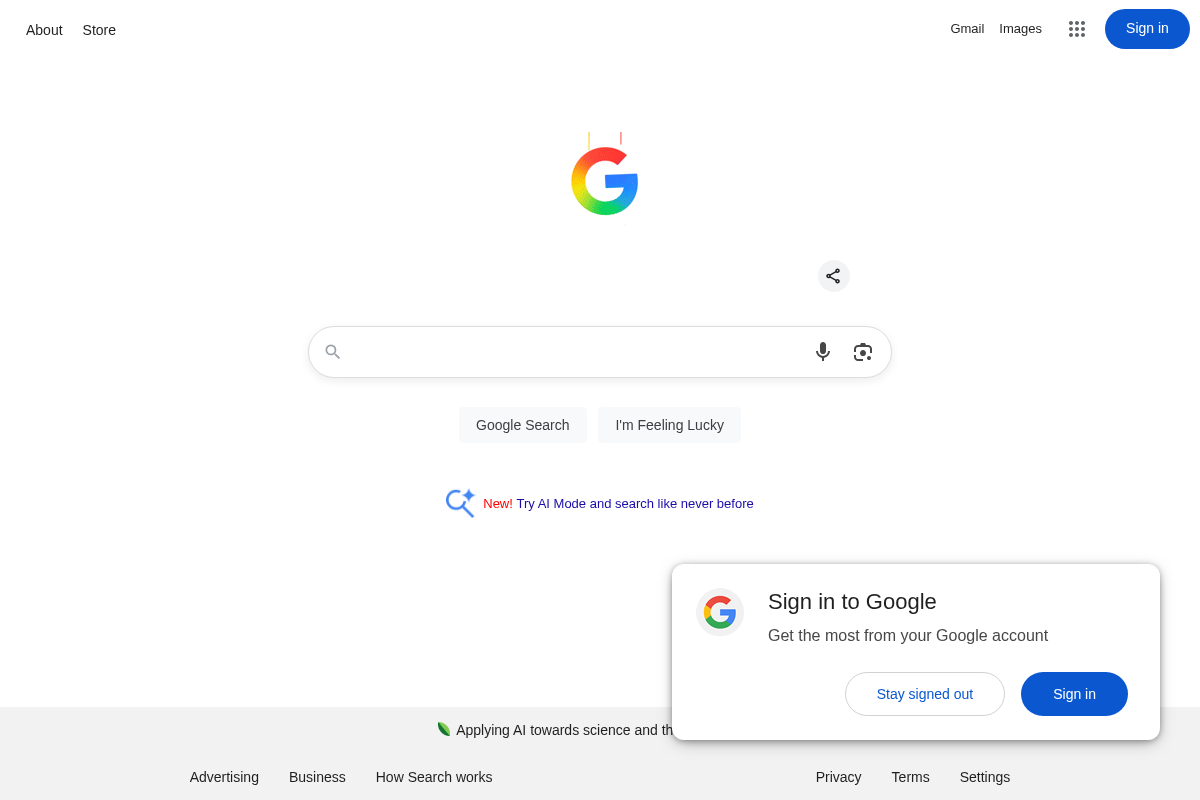 About Store
Gmail Images Sign in
Google Search I'm Feeling Lucky
New! Try AI Mode and search like never before
Sign in to Google
Get the most from your Google account
Stay signed out Sign in
Applying AI towards science and
Advertising Business How Search works
Privacy Terms Settings